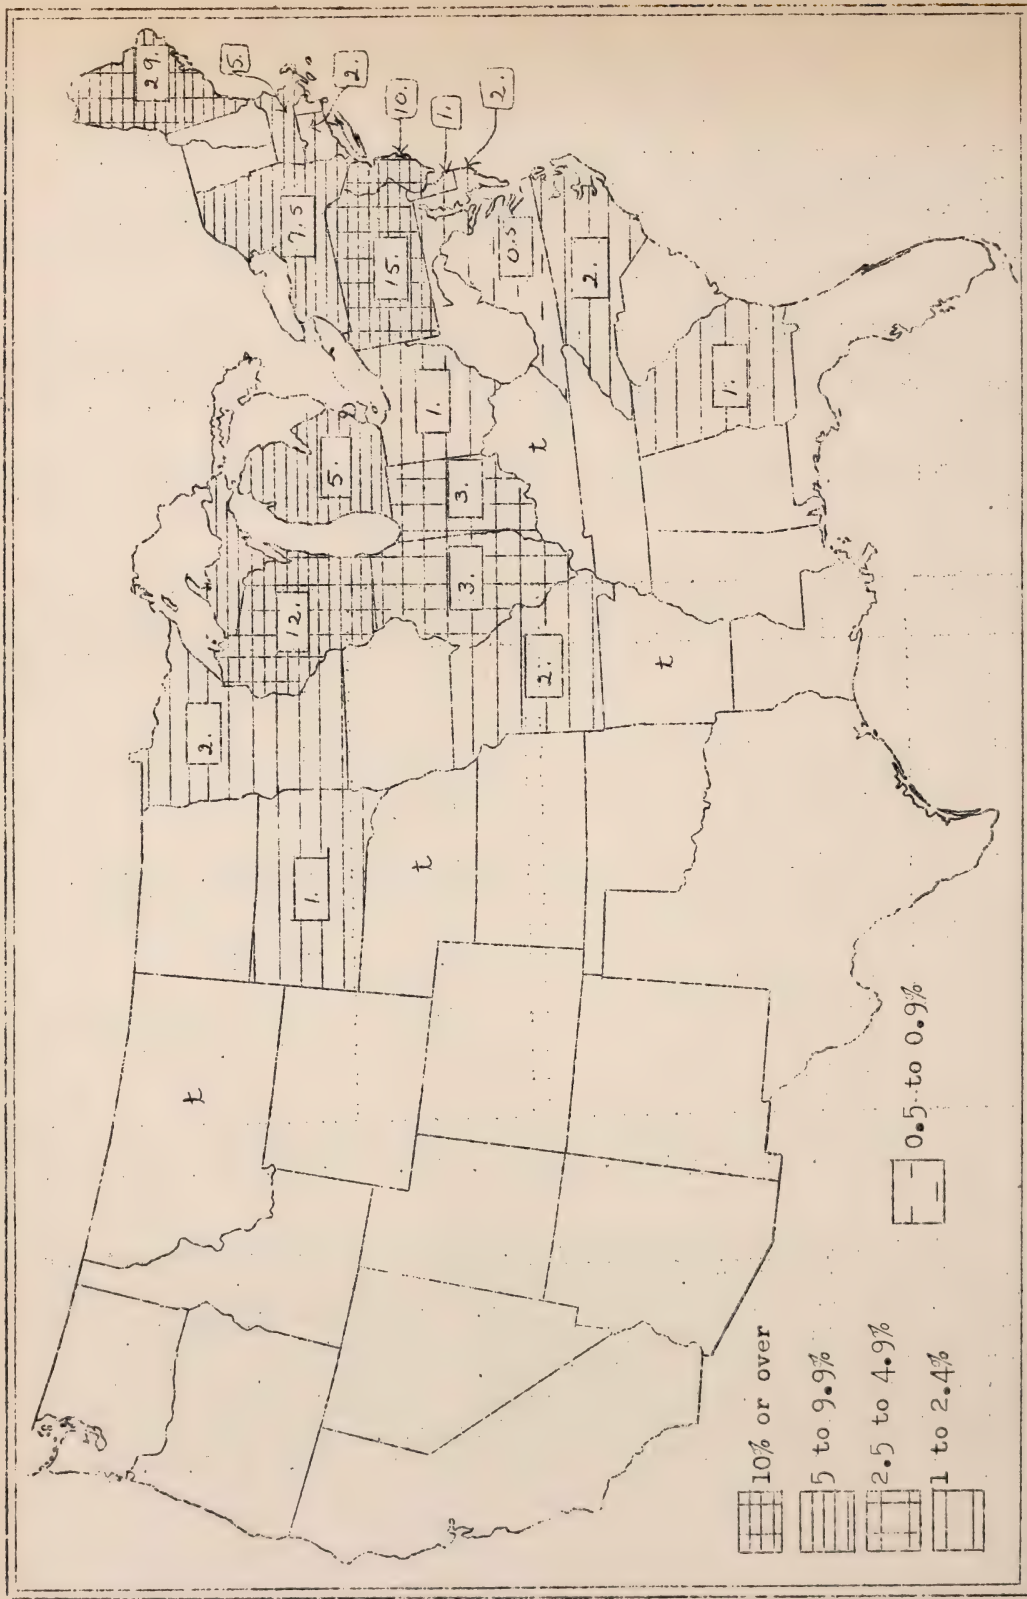 29.
5.
2.
7.5
10.
1.
2.
15.
0.5
2.
1.
1.
5.
3.
3.
12.
t
2.
2.
t
1.
t
t
10% or over
5 to 9.9%
2.5 to 4.9%
1 to 2.4%
0.5 to 0.9%